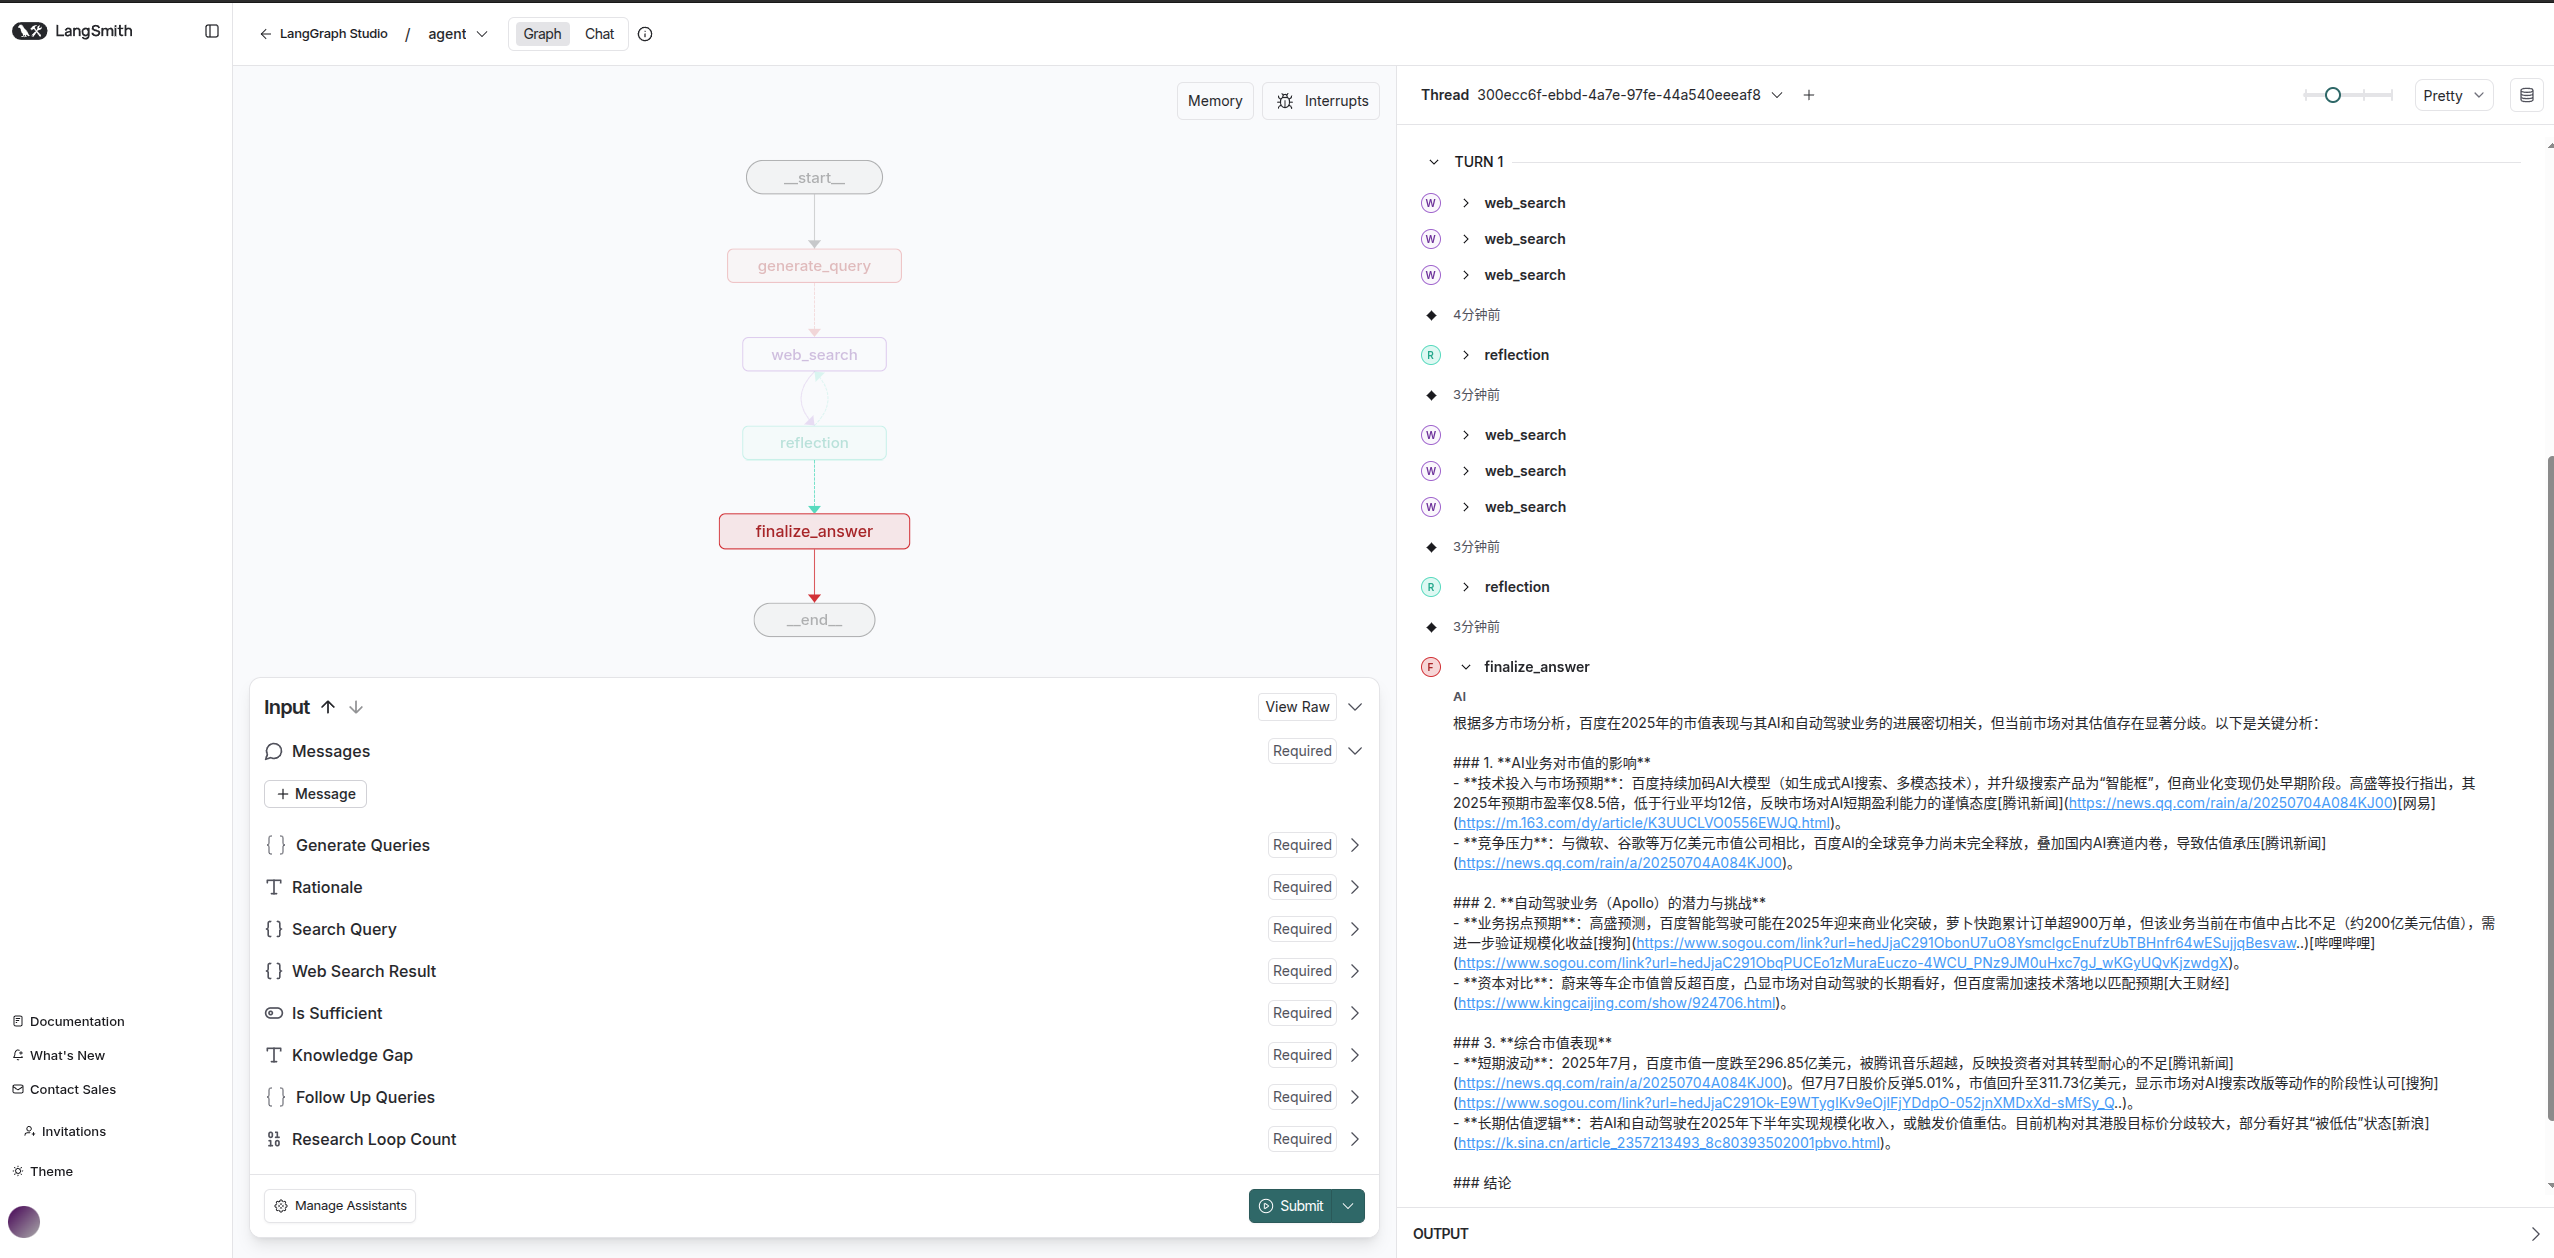 LangSmith
LangGraph Studio / agent
Graph Chat
Memory Interrupts
__start__
generate_query
web_search
reflection
finalize_answer
__end__
Input
View Raw
Messages Required
+ Message
Generate Queries Required
Rationale Required
Search Query Required
Web Search Result Required
Is Sufficient Required
Knowledge Gap Required
Follow Up Queries Required
Research Loop Count Required
Manage Assistants
Submit
Documentation
What's New
Contact Sales
Invitations
Theme
Thread 300ecc6f-ebbd-4a7e-97fe-44a540eeeaf8 +
Pretty
TURN 1
W web_search
W web_search
W web_search
4分钟前
R reflection
3分钟前
W web_search
W web_search
W web_search
3分钟前
R reflection
3分钟前
F finalize_answer
AI
根据多方市场分析，百度在2025年的市值表现与其AI和自动驾驶业务的进展密切相关，但当前市场对其估值存在显著分歧。以下是关键分析：
### 1. **AI业务对市值的影响**
- **技术投入与市场预期**：百度持续加码AI大模型（如生成式AI搜索、多模态技术），并升级搜索产品为“智能框”，但商业化变现仍处早期阶段。高盛等投行指出，其
2025年预期市盈率仅8.5倍，低于行业平均12倍，反映市场对AI短期盈利能力的谨慎态度[腾讯新闻](https://news.qq.com/rain/a/20250704A084KJ00)[网易]
(https://m.163.com/dy/article/K3UUCLVO0556EWJQ.html)。
- **竞争压力**：与微软、谷歌等万亿美元市值公司相比，百度AI的全球竞争力尚未完全释放，叠加国内AI赛道内卷，导致估值承压[腾讯新闻]
(https://news.qq.com/rain/a/20250704A084KJ00)。
### 2. **自动驾驶业务（Apollo）的潜力与挑战**
- **业务拐点预期**：高盛预测，百度智能驾驶可能在2025年迎来商业化突破，萝卜快跑累计订单超900万单，但该业务当前在市值中占比不足（约200亿美元估值），需
进一步验证规模化收益[搜狗](https://www.sogou.com/link?url=hedJjaC291ObonU7uO8YsmclgcEnufzUbTBHnfr64wESujjqBesvaw..)[哔哩哔哩]
(https://www.sogou.com/link?url=hedJjaC291ObqPUCEo1zMuraEuczo-4WCU_PNz9JM0uHxc7gJ_wKGyUQvKjzwdgX)。
- **资本对比**：蔚来等车企市值曾反超百度，凸显市场对自动驾驶的长期看好，但百度需加速技术落地以匹配预期[大王财经]
(https://www.kingcaijing.com/show/924706.html)。
### 3. **综合市值表现**
- **短期波动**：2025年7月，百度市值一度跌至296.85亿美元，被腾讯音乐超越，反映投资者对其转型耐心的不足[腾讯新闻]
(https://news.qq.com/rain/a/20250704A084KJ00)。但7月7日股价反弹5.01%，市值回升至311.73亿美元，显示市场对AI搜索改版等动作的阶段性认可[搜狗]
(https://www.sogou.com/link?url=hedJjaC291Ok-E9WTyglKv9eOjlFjYDdpO-052jnXMDxXd-sMfSy_Q..)。
- **长期估值逻辑**：若AI和自动驾驶在2025年下半年实现规模化收入，或触发价值重估。目前机构对其港股目标价分歧较大，部分看好其“被低估”状态[新浪]
(https://k.sina.cn/article_2357213493_8c80393502001pbvo.html)。
### 结论
OUTPUT